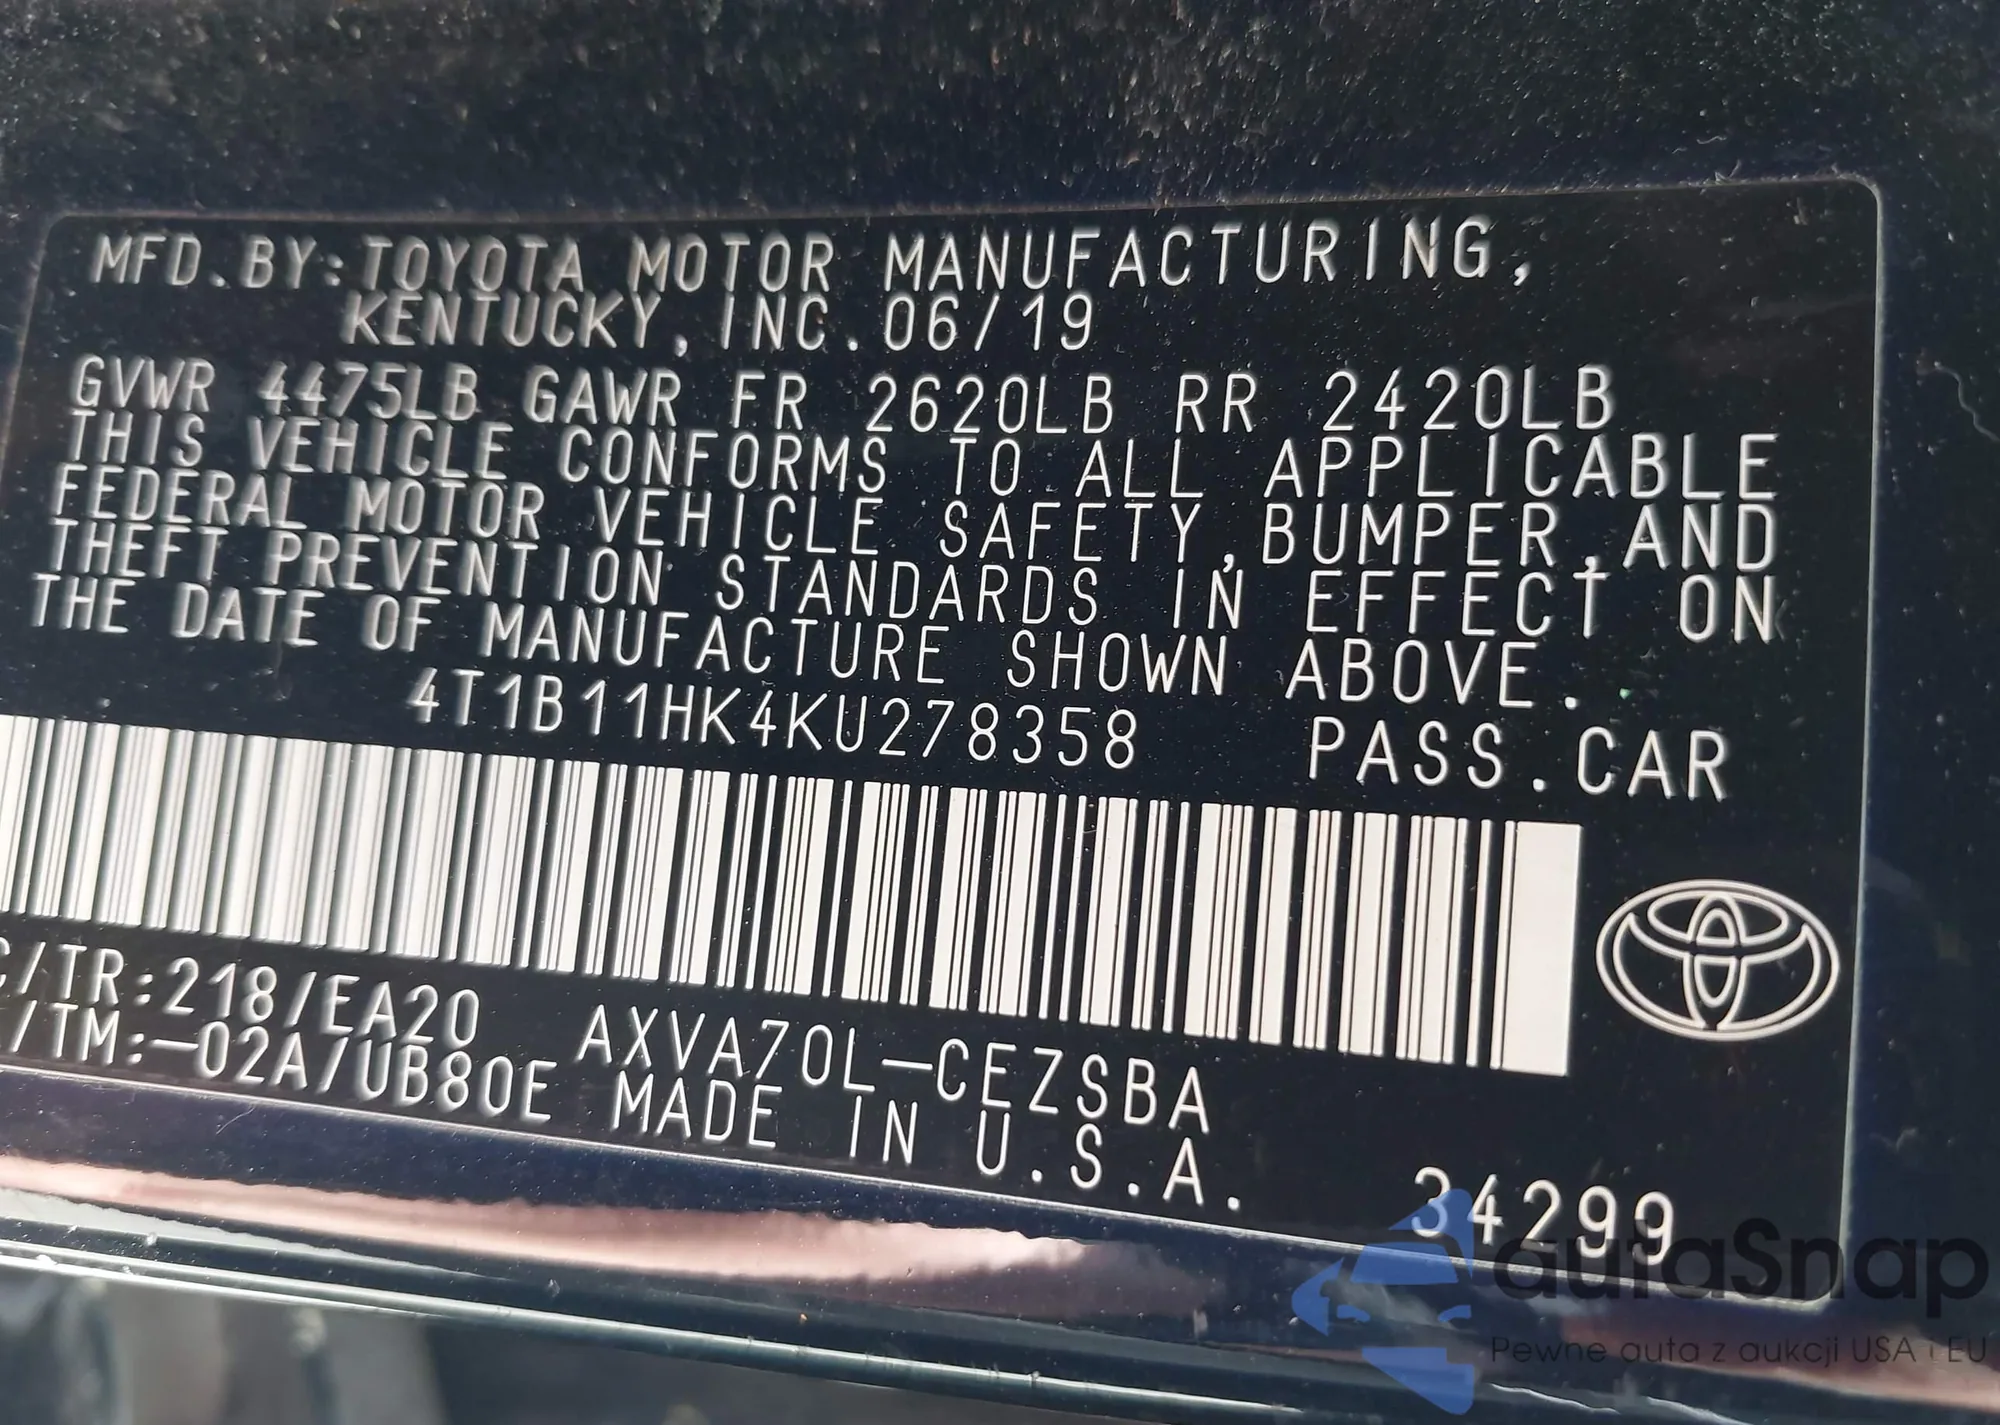 MFD.BY:TOYOTA MOTOR MANUFACTURING,
KENTUCKY, INC. 06/19
GVWR 4475LB GAWR FR 2620LB RR 2420LB
THIS VEHICLE CONFORMS TO ALL APPLICABLE
FEDERAL MOTOR VEHICLE SAFETY,BUMPER,AND
THEFT PREVENTION STANDARDS IN EFFECT ON
THE DATE OF MANUFACTURE SHOWN ABOVE.
4T1B11HK4KU278358 PASS.CAR
C/TR:218/EA20 AXVA70L-CEZSBA
/TM:-02A/UB80E MADE IN U.S.A.
34299
autaSnap
Pewne auta z aukcji USA i EU